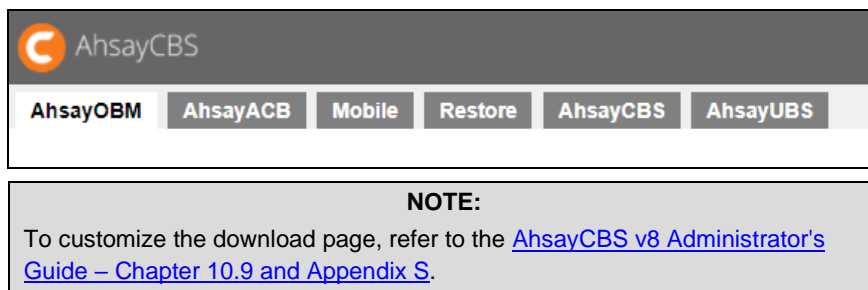 AhsayCBS
AhsayOBM AhsayACB Mobile Restore AhsayCBS AhsayUBS
NOTE:
To customize the download page, refer to the AhsayCBS v8 Administrator's
Guide – Chapter 10.9 and Appendix S.